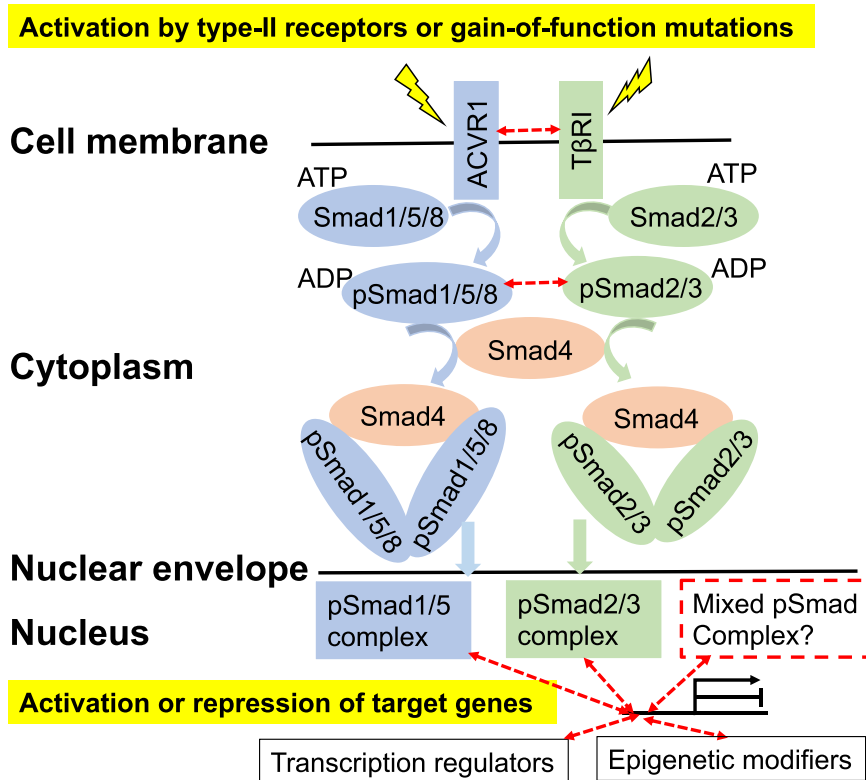 Activation by type-II receptors or gain-of-function mutations
Cell membrane
ACVR1
TβRI
ATP
ATP
Smad1/5/8
Smad2/3
ADP
ADP
pSmad1/5/8
pSmad2/3
Cytoplasm
Smad4
Smad4
Smad4
pSmad1/5/8
pSmad1/5/8
pSmad2/3
pSmad2/3
Nuclear envelope
Nucleus
pSmad1/5
complex
pSmad2/3
complex
Mixed pSmad
Complex?
Activation or repression of target genes
Transcription regulators
Epigenetic modifiers